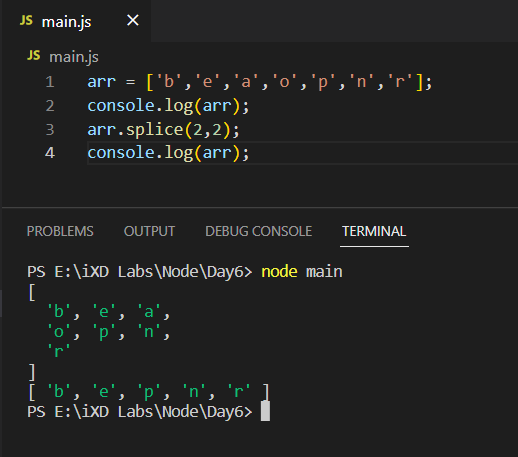 JS main.js ×
JS main.js
1 arr = ['b','e','a','o','p','n','r'];
2 console.log(arr);
3 arr.splice(2,2);
4 console.log(arr);
PROBLEMS OUTPUT DEBUG CONSOLE TERMINAL
PS E:\iXD Labs\Node\Day6> node main
[
  'b', 'e', 'a',
  'o', 'p', 'n',
  'r'
]
[ 'b', 'e', 'p', 'n', 'r' ]
PS E:\iXD Labs\Node\Day6>